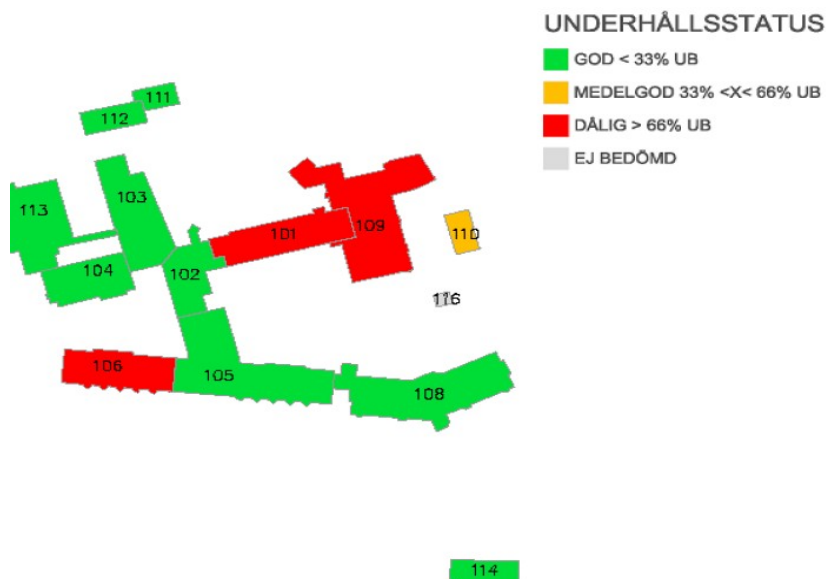 UNDERHÅLLSSTATUS
GOD < 33% UB
MEDELGOD 33% <X< 66% UB
DÅLIG > 66% UB
EJ BEDÖMD
111
112
103
113
101
109
110
104
102
116
106
105
108
114